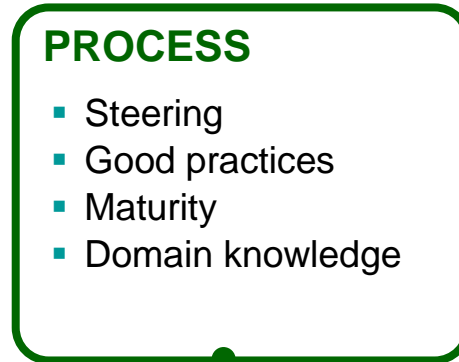 PROCESS
▪ Steering
▪ Good practices
▪ Maturity
▪ Domain knowledge